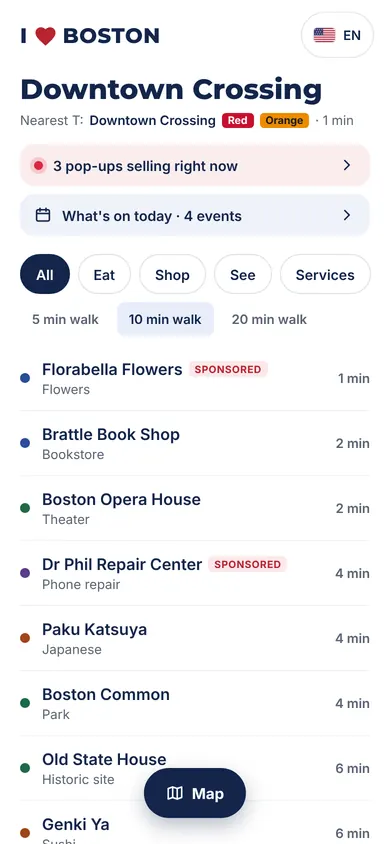 I ❤ BOSTON
EN
Downtown Crossing
Nearest T: Downtown Crossing Red Orange · 1 min
3 pop-ups selling right now
What's on today · 4 events
All Eat Shop See Services
5 min walk 10 min walk 20 min walk
Florabella Flowers SPONSORED
Flowers
1 min
Brattle Book Shop
Bookstore
2 min
Boston Opera House
Theater
2 min
Dr Phil Repair Center SPONSORED
Phone repair
4 min
Paku Katsuya
Japanese
4 min
Boston Common
Park
4 min
Old State House
Historic site
6 min
Map
Genki Ya
Sushi
6 min